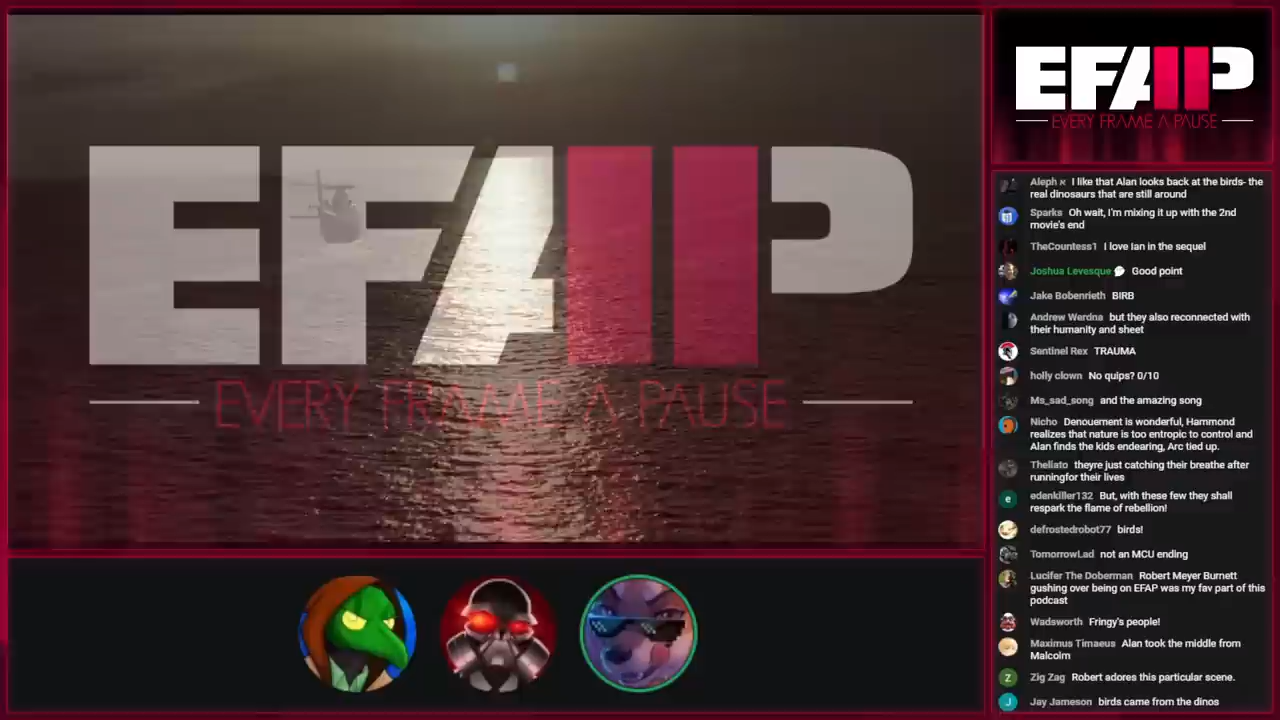 EFAP
EVERY FRAME A PAUSE
EFAP
EVERY FRAME A PAUSE
Aleph א I like that Alan looks back at the birds- the
real dinosaurs that are still around
Sparks Oh wait, I'm mixing it up with the 2nd
movie's end
TheCountess1 I love Ian in the sequel
Joshua Levesque Good point
Jake Bobenrieth BIRB
Andrew Werdna but they also reconnected with
their humanity and sheet
Sentinel Rex TRAUMA
holly clown No quips? 0/10
Ms_sad_song and the amazing song
Nicho Denouement is wonderful, Hammond
realizes that nature is too entropic to control and
Alan finds the kids endearing, Arc tied up.
Theliato theyre just catching their breathe after
runningfor their lives
e
edenkiller132 But, with these few they shall
respark the flame of rebellion!
defrostedrobot77 birds!
TomorrowLad not an MCU ending
Lucifer The Doberman Robert Meyer Burnett
gushing over being on EFAP was my fav part of this
podcast
Wadsworth Fringy's people!
Maximus Timaeus Alan took the middle from
Malcolm
Z
Zig Zag Robert adores this particular scene.
J
Jay Jameson birds came from the dinos